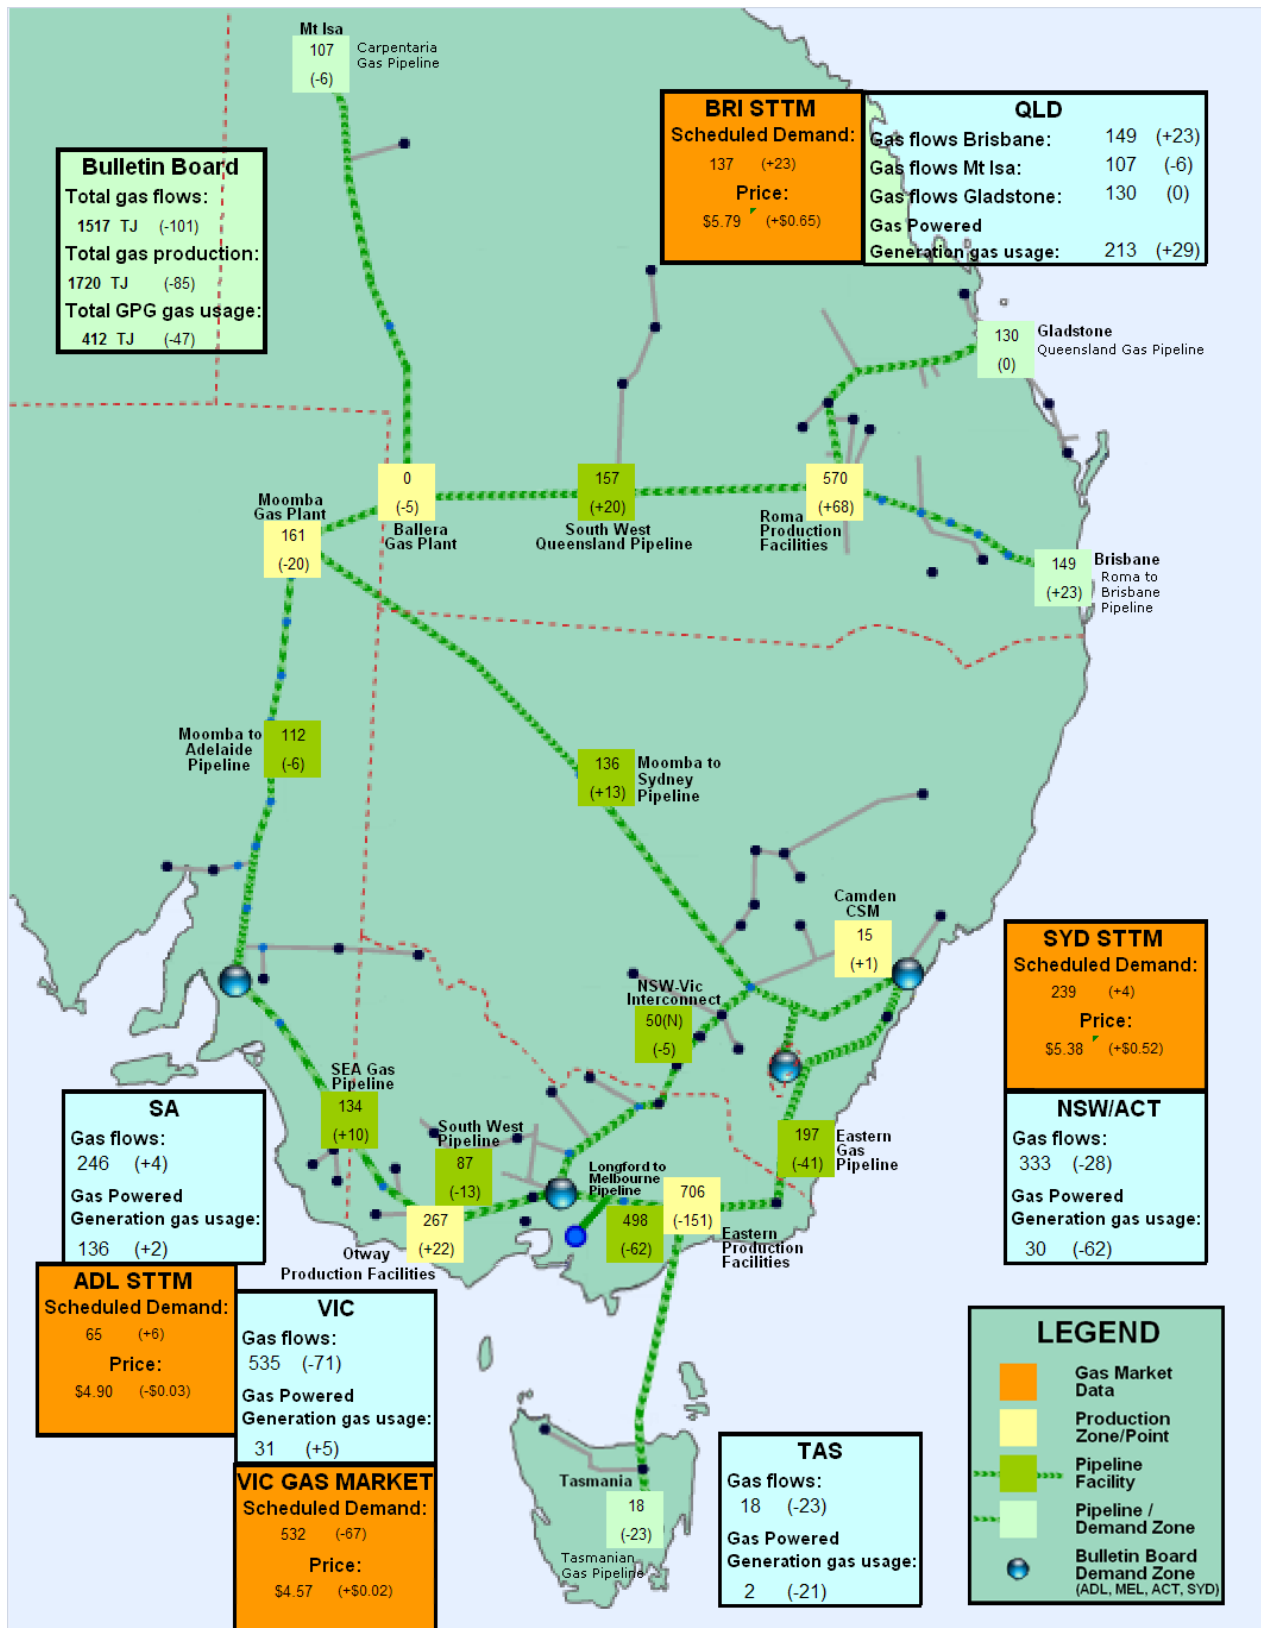 Mt Isa
107
(-6)
Carpentaria
Gas Pipeline
Bulletin Board
Total gas flows:
1517 TJ (-101)
Total gas production:
1720 TJ (-85)
Total GPG gas usage:
412 TJ (-47)
BRI STTM
Scheduled Demand:
137 (+23)
Price:
$5.79 (+$0.65)
QLD
Gas flows Brisbane: 149 (+23)
Gas flows Mt Isa: 107 (-6)
Gas flows Gladstone: 130 (0)
Gas Powered
Generation gas usage: 213 (+29)
130
(0)
Gladstone
Queensland Gas Pipeline
0
(-5)
Ballera
Gas Plant
157
(+20)
South West
Queensland Pipeline
570
(+68)
Roma
Production
Facilities
Moomba
Gas Plant
161
(-20)
149
(+23)
Brisbane
Roma to
Brisbane
Pipeline
Moomba to
Adelaide
Pipeline
112
(-6)
136
(+13)
Moomba to
Sydney
Pipeline
Camden
CSM
15
(+1)
NSW-Vic
Interconnect
50(N)
(-5)
SYD STTM
Scheduled Demand:
239 (+4)
Price:
$5.38 (+$0.52)
NSW/ACT
Gas flows:
333 (-28)
Gas Powered
Generation gas usage:
30 (-62)
SEA Gas
Pipeline
134
(+10)
South West
Pipeline
87
(-13)
Longford to
Melbourne
Pipeline
498
(-62)
706
(-151)
Eastern
Production
Facilities
197
(-41)
Eastern
Gas
Pipeline
267
(+22)
Otway
Production Facilities
SA
Gas flows:
246 (+4)
Gas Powered
Generation gas usage:
136 (+2)
ADL STTM
Scheduled Demand:
65 (+6)
Price:
$4.90 (-$0.03)
VIC
Gas flows:
535 (-71)
Gas Powered
Generation gas usage:
31 (+5)
VIC GAS MARKET
Scheduled Demand:
532 (-67)
Price:
$4.57 (+$0.02)
Tasmania
18
(-23)
Tasmanian
Gas Pipeline
TAS
Gas flows:
18 (-23)
Gas Powered
Generation gas usage:
2 (-21)
LEGEND
Gas Market
Data
Production
Zone/Point
Pipeline
Facility
Pipeline /
Demand Zone
Bulletin Board
Demand Zone
(ADL, MEL, ACT, SYD)